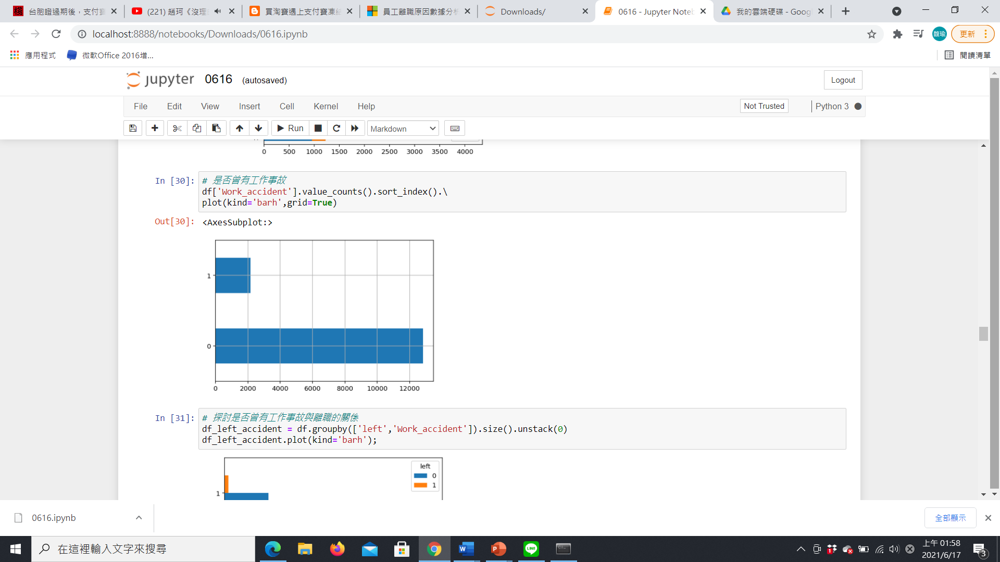 台胞證過期後，支付寶
(221) 趙珂《沒理
買淘寶遇上支付寶凍結
員工離職原因數據分析
Downloads/
0616 - Jupyter Noteb
我的雲端硬碟 - Goog
localhost:8888/notebooks/Downloads/0616.ipynb
馥瑜
更新
應用程式
微軟Office 2016增...
閱讀清單
jupyter 0616 (autosaved)
Logout
File Edit View Insert Cell Kernel Help
Not Trusted
Python 3
Run
Markdown
0 500 1000 1500 2000 2500 3000 3500 4000
In [30]:
# 是否曾有工作事故
df['Work_accident'].value_counts().sort_index().\
plot(kind='barh',grid=True)
Out[30]: <AxesSubplot:>
1
0
0 2000 4000 6000 8000 10000 12000
In [31]:
# 探討是否曾有工作事故與離職的關係
df_left_accident = df.groupby(['left','Work_accident']).size().unstack(0)
df_left_accident.plot(kind='barh');
left
0
1
1
0616.ipynb
全部顯示
在這裡輸入文字來搜尋
LINE
1
上午 01:58
2021/6/17
3